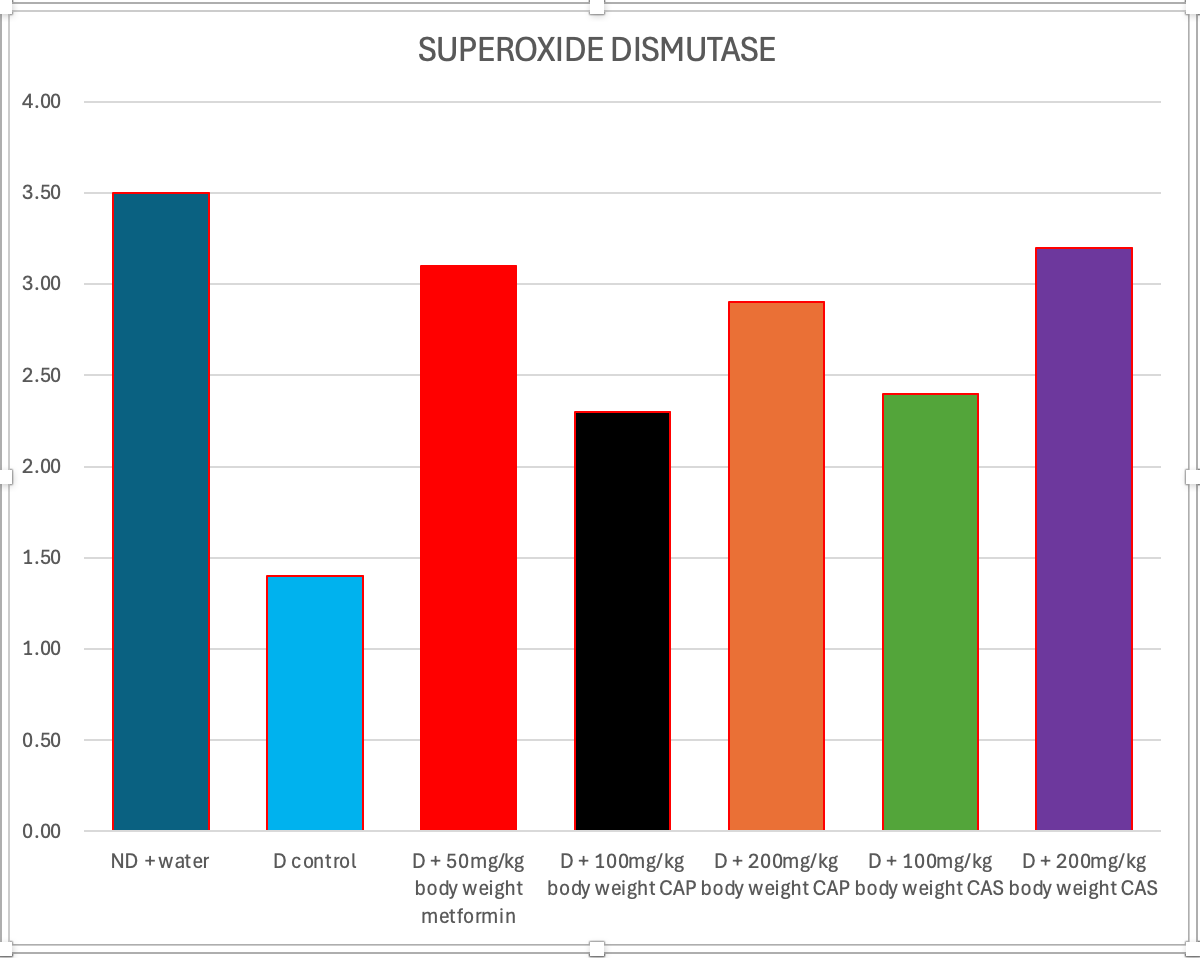 SUPEROXIDE DISMUTASE
4.00
3.50
3.00
2.50
2.00
1.50
1.00
0.50
0.00
ND + water
D control
D + 50mg/kg
body weight
metformin
D + 100mg/kg
body weight CAP
D + 200mg/kg
body weight CAP
D + 100mg/kg
body weight CAS
D + 200mg/kg
body weight CAS